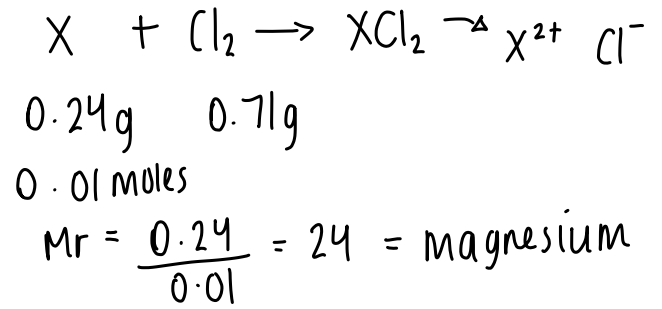 X + Cl₂ → XCl₂ → X²⁺ Cl⁻
0.24g 0.71g
0.01 moles
Mr = 0.24/0.01 = 24 = magnesium